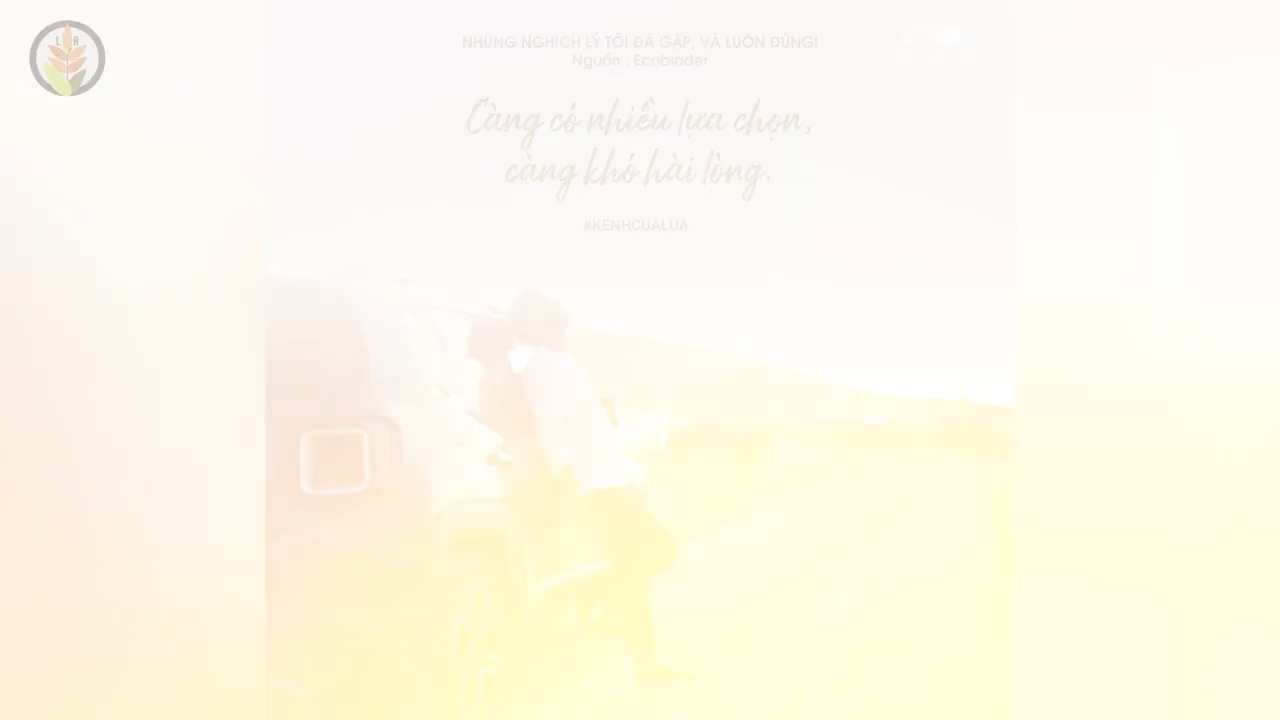 L A
NHỮNG NGHỊCH LÝ TÔI ĐÃ GẶP, VÀ LUÔN ĐÚNG!
Nguồn : Ecoblader
Càng có nhiều lựa chọn,
càng khó hài lòng.
#KENHCUALUA